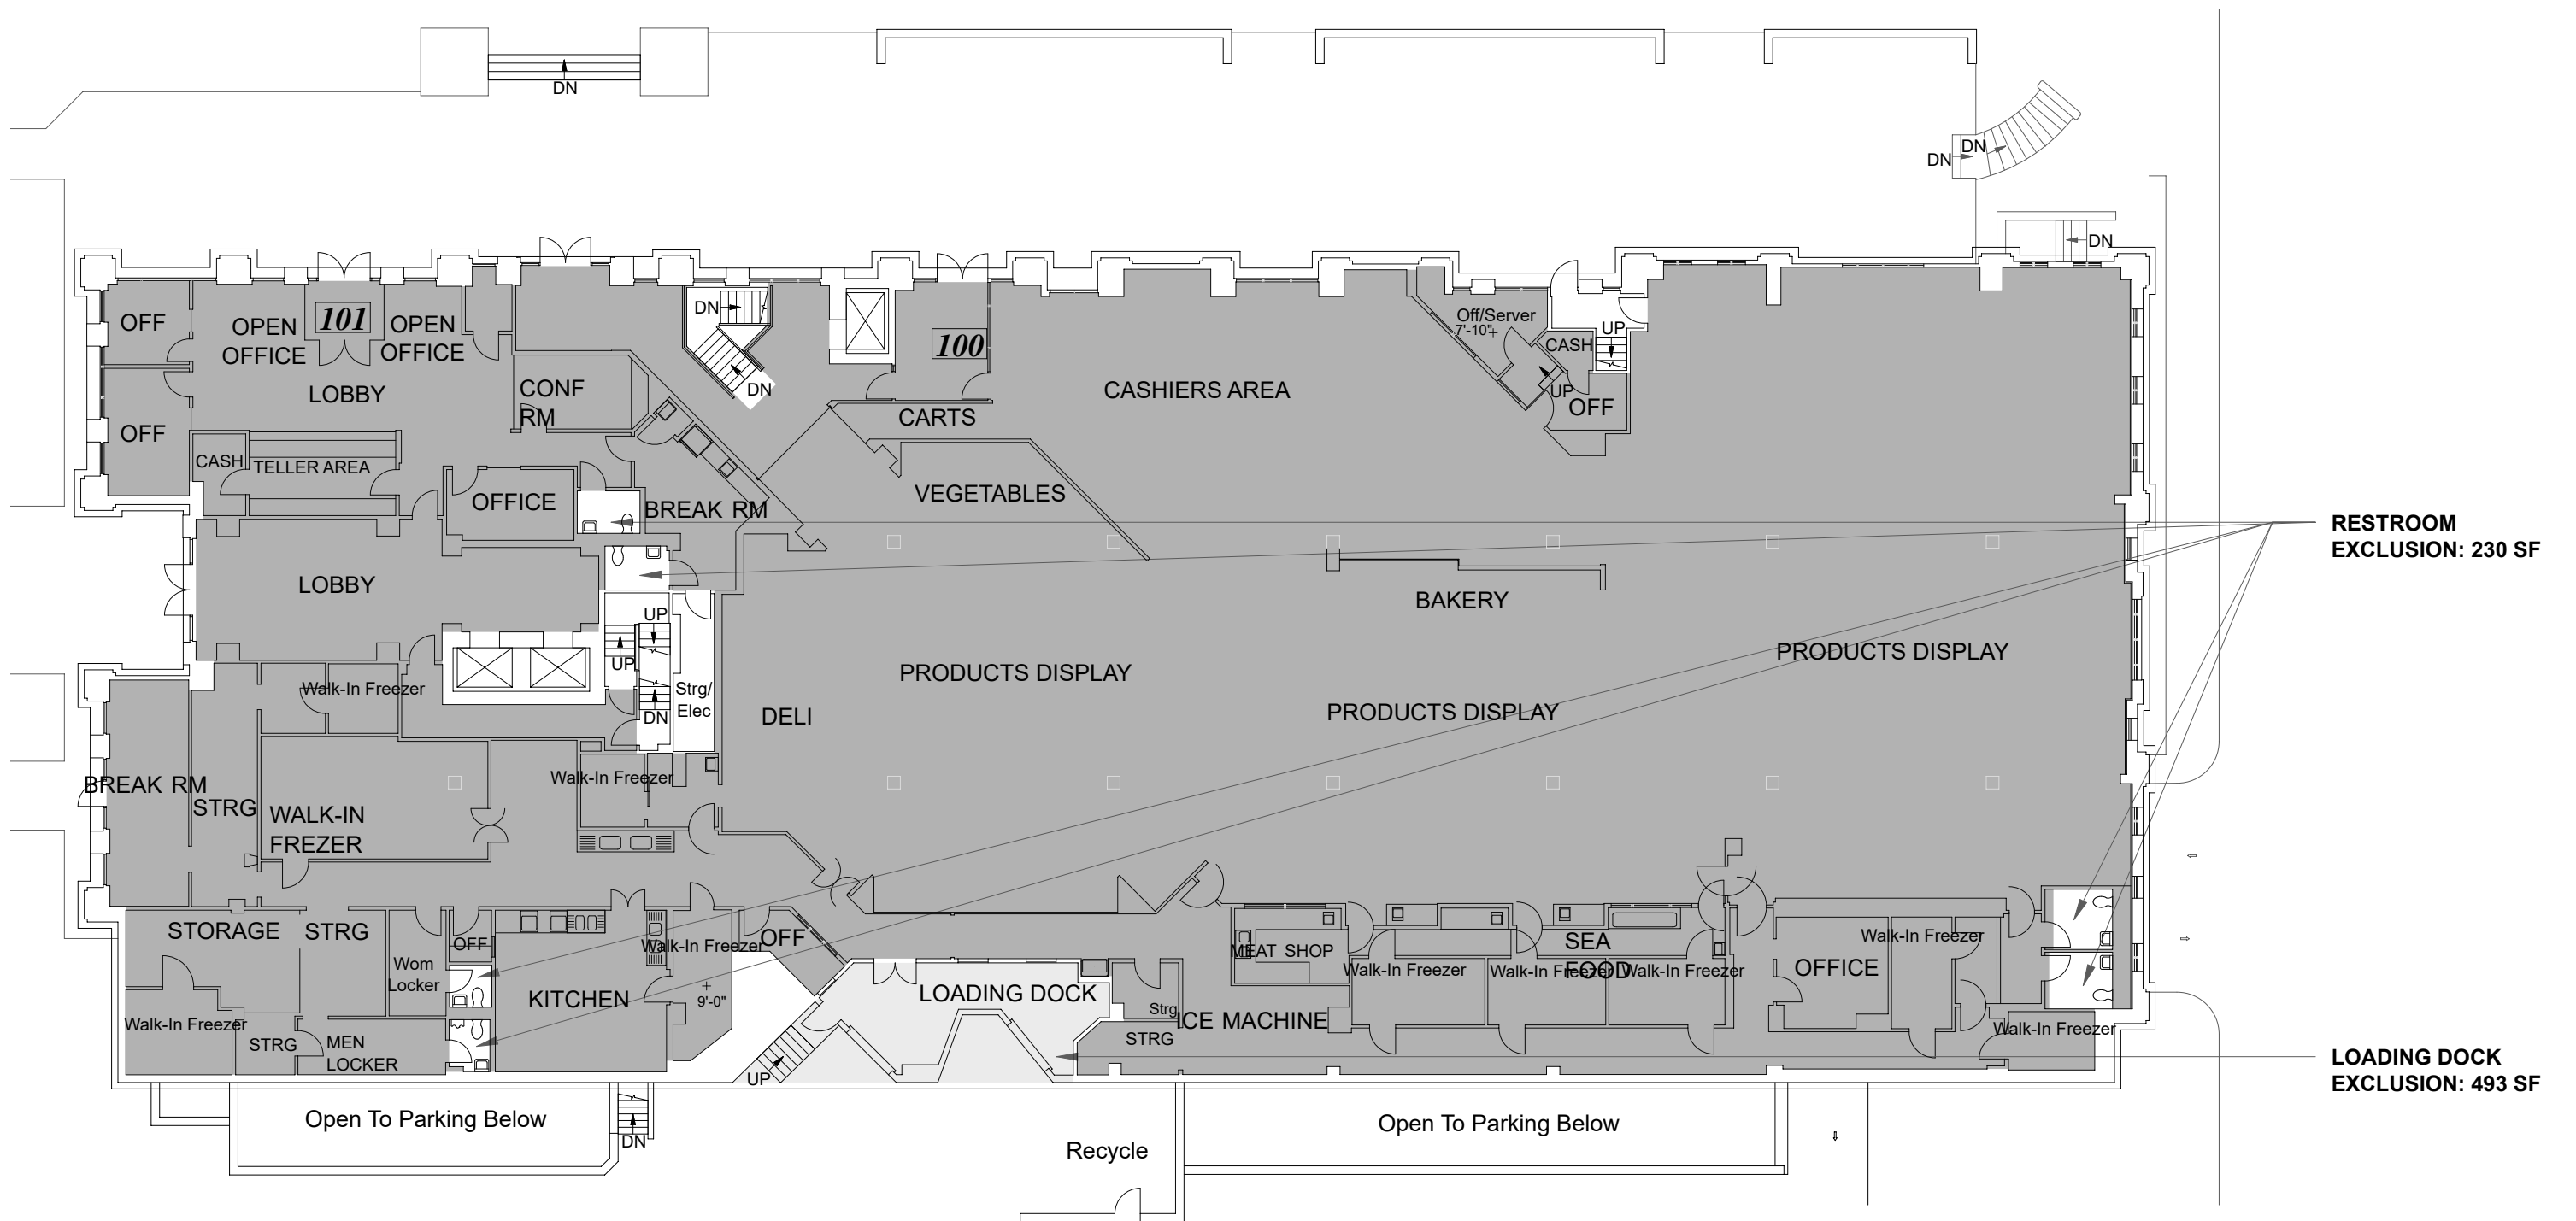 DN
DN
DN
DN
OFF
OPEN
OFFICE
101
OPEN
OFFICE
LOBBY
CONF
RM
DN
DN
100
CARTS
CASHIERS AREA
Off/Server
7'-10"
CASH
UP
UP
OFF
OFF
CASH
TELLER AREA
OFFICE
BREAK RM
VEGETABLES
RESTROOM
EXCLUSION: 230 SF
LOBBY
BAKERY
UP
UP
DN
Strg/
Elec
PRODUCTS DISPLAY
PRODUCTS DISPLAY
PRODUCTS DISPLAY
DELI
Walk-In Freezer
BREAK RM
STRG
WALK-IN
FREZER
Walk-In Freezer
STORAGE
STRG
OFF
Wom
Locker
KITCHEN
Walk-In Freezer
9'-0"
OFF
LOADING DOCK
MEAT SHOP
SEA
FOOD
Walk-In Freezer
Walk-In Freezer
Walk-In Freezer
OFFICE
Walk-In Freezer
Walk-In Freezer
STRG
MEN
LOCKER
UP
Strg
STRG
ICE MACHINE
Walk-In Freezer
LOADING DOCK
EXCLUSION: 493 SF
Open To Parking Below
DN
Recycle
Open To Parking Below